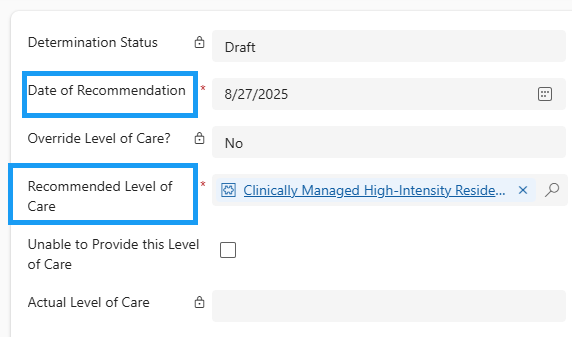 Determination Status
Draft
Date of Recommendation *
8/27/2025
Override Level of Care?
No
Recommended Level of
Care
*
Clinically Managed High-Intensity Reside...
Unable to Provide this Level
of Care
Actual Level of Care